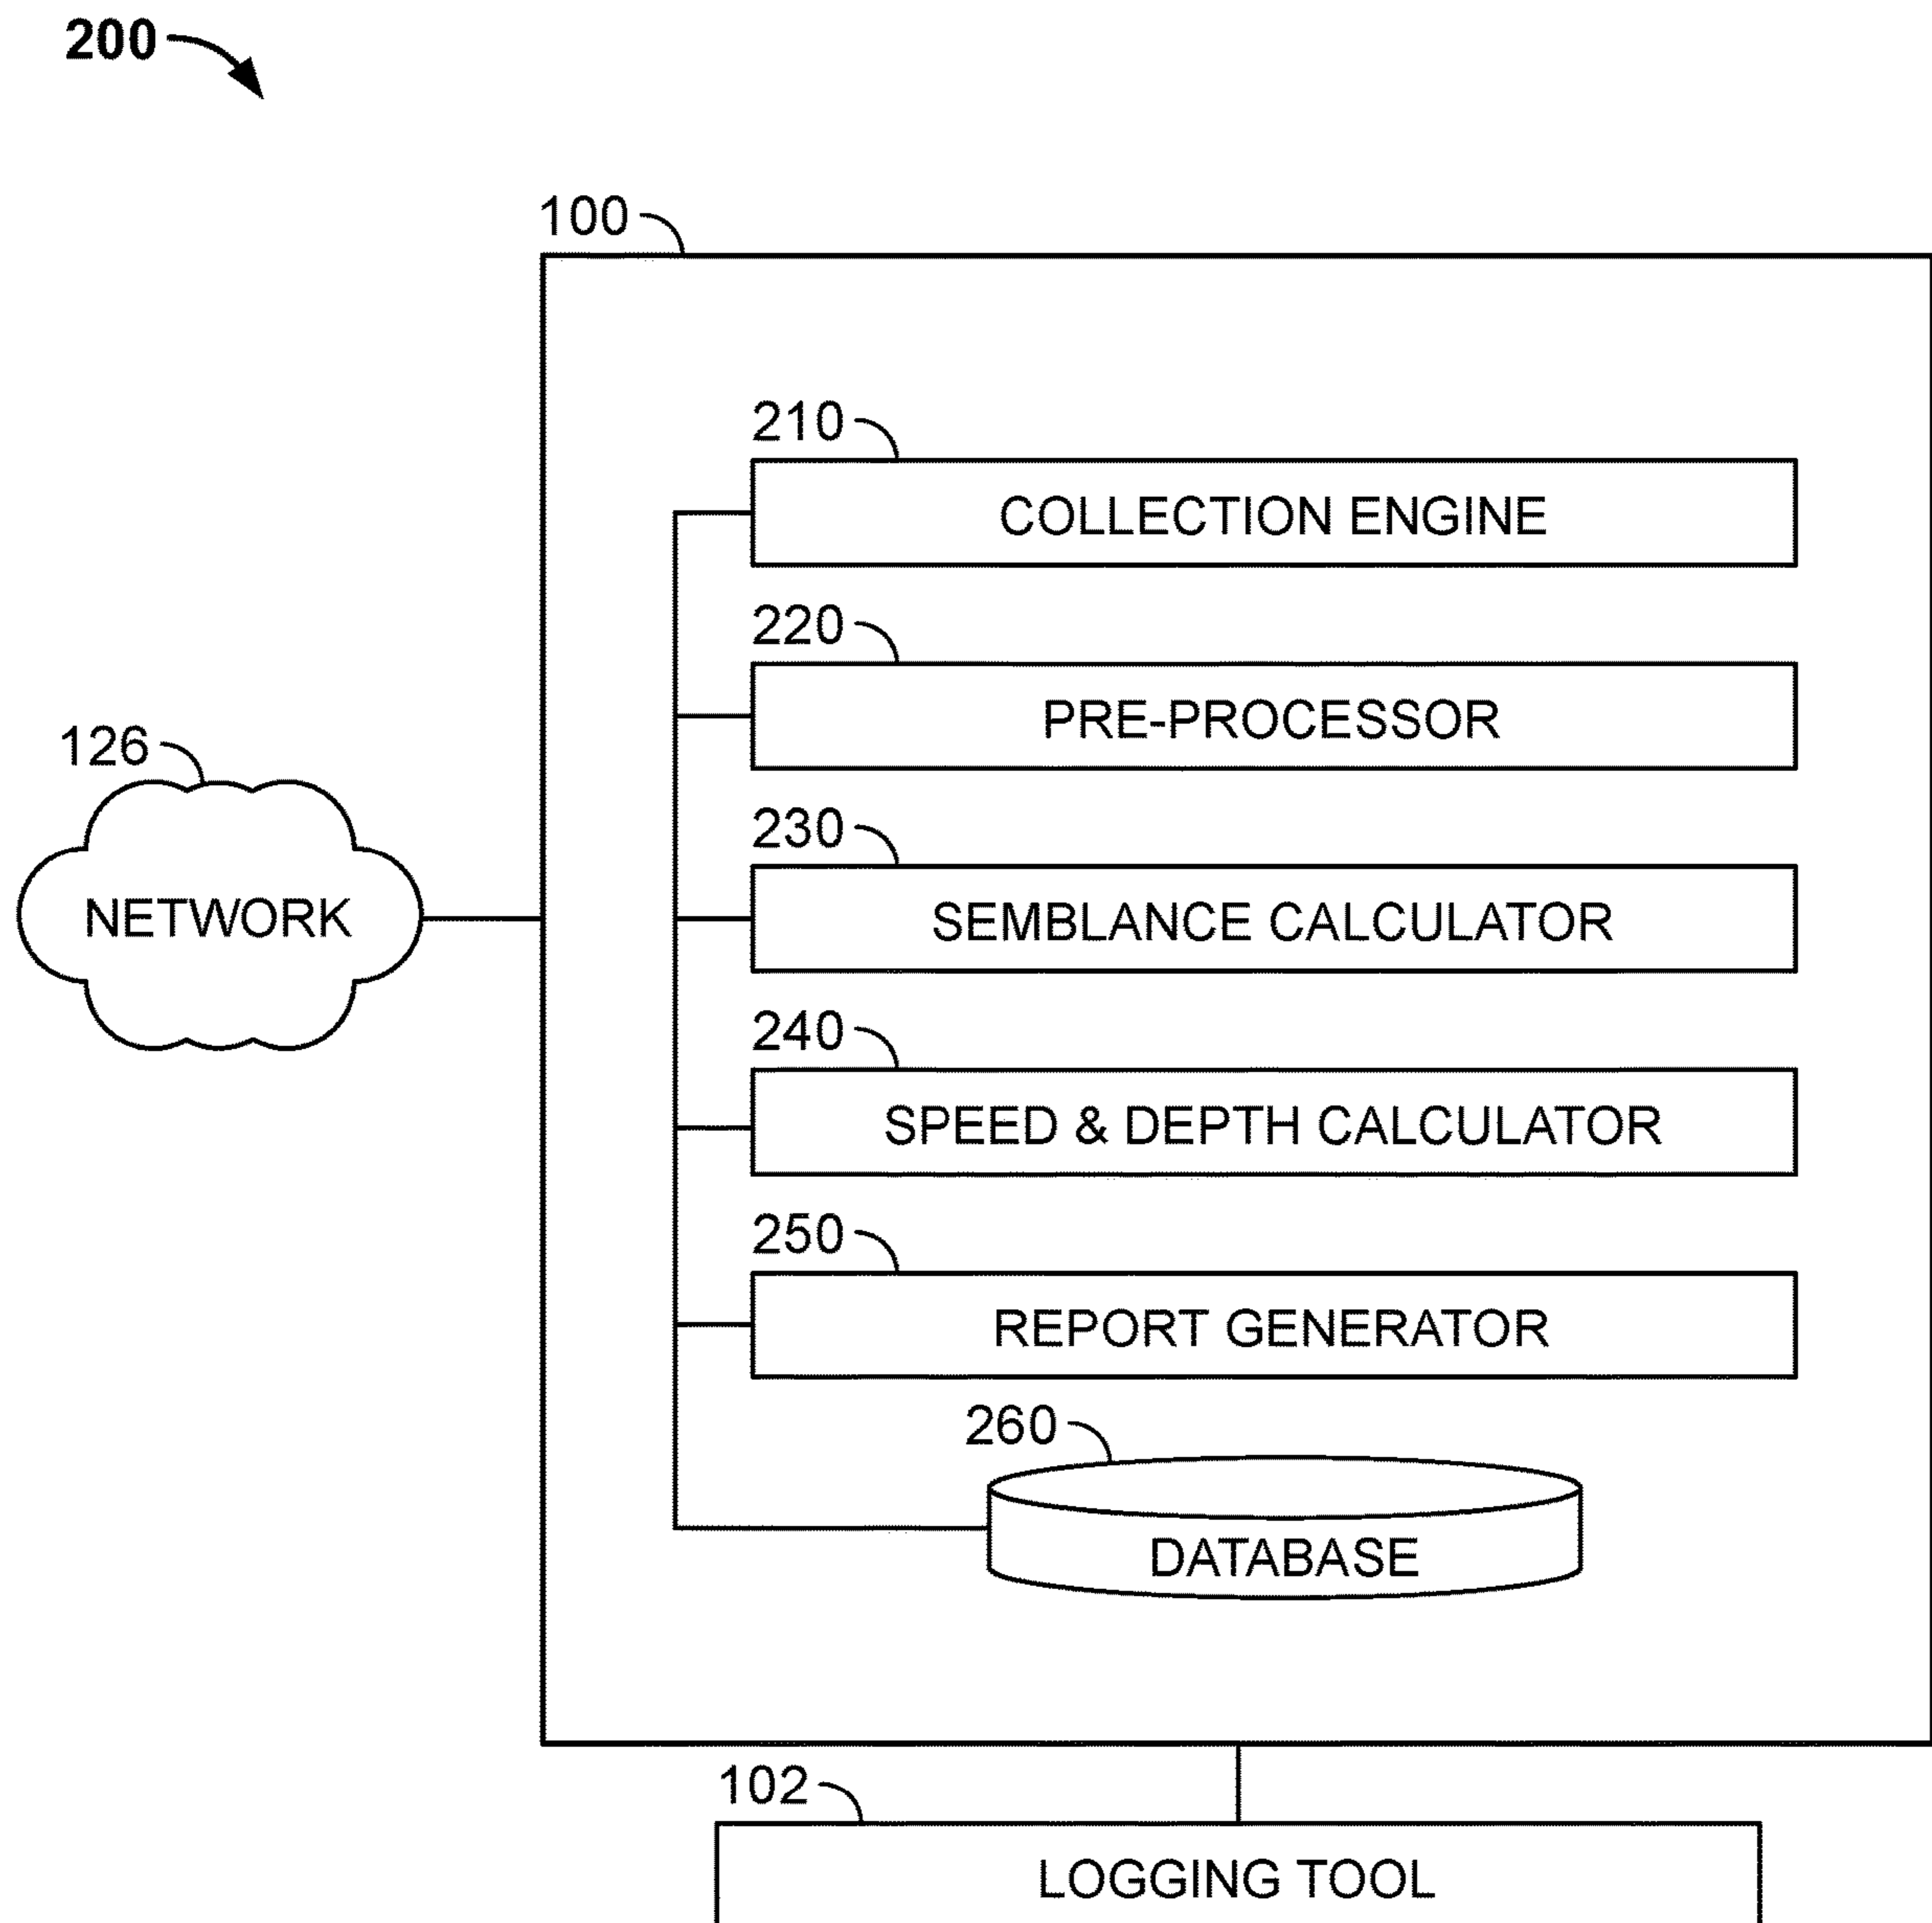 200
100
210
COLLECTION ENGINE
220
PRE-PROCESSOR
126
NETWORK
230
SEMBLANCE CALCULATOR
240
SPEED & DEPTH CALCULATOR
250
REPORT GENERATOR
260
DATABASE
102
LOGGING TOOL